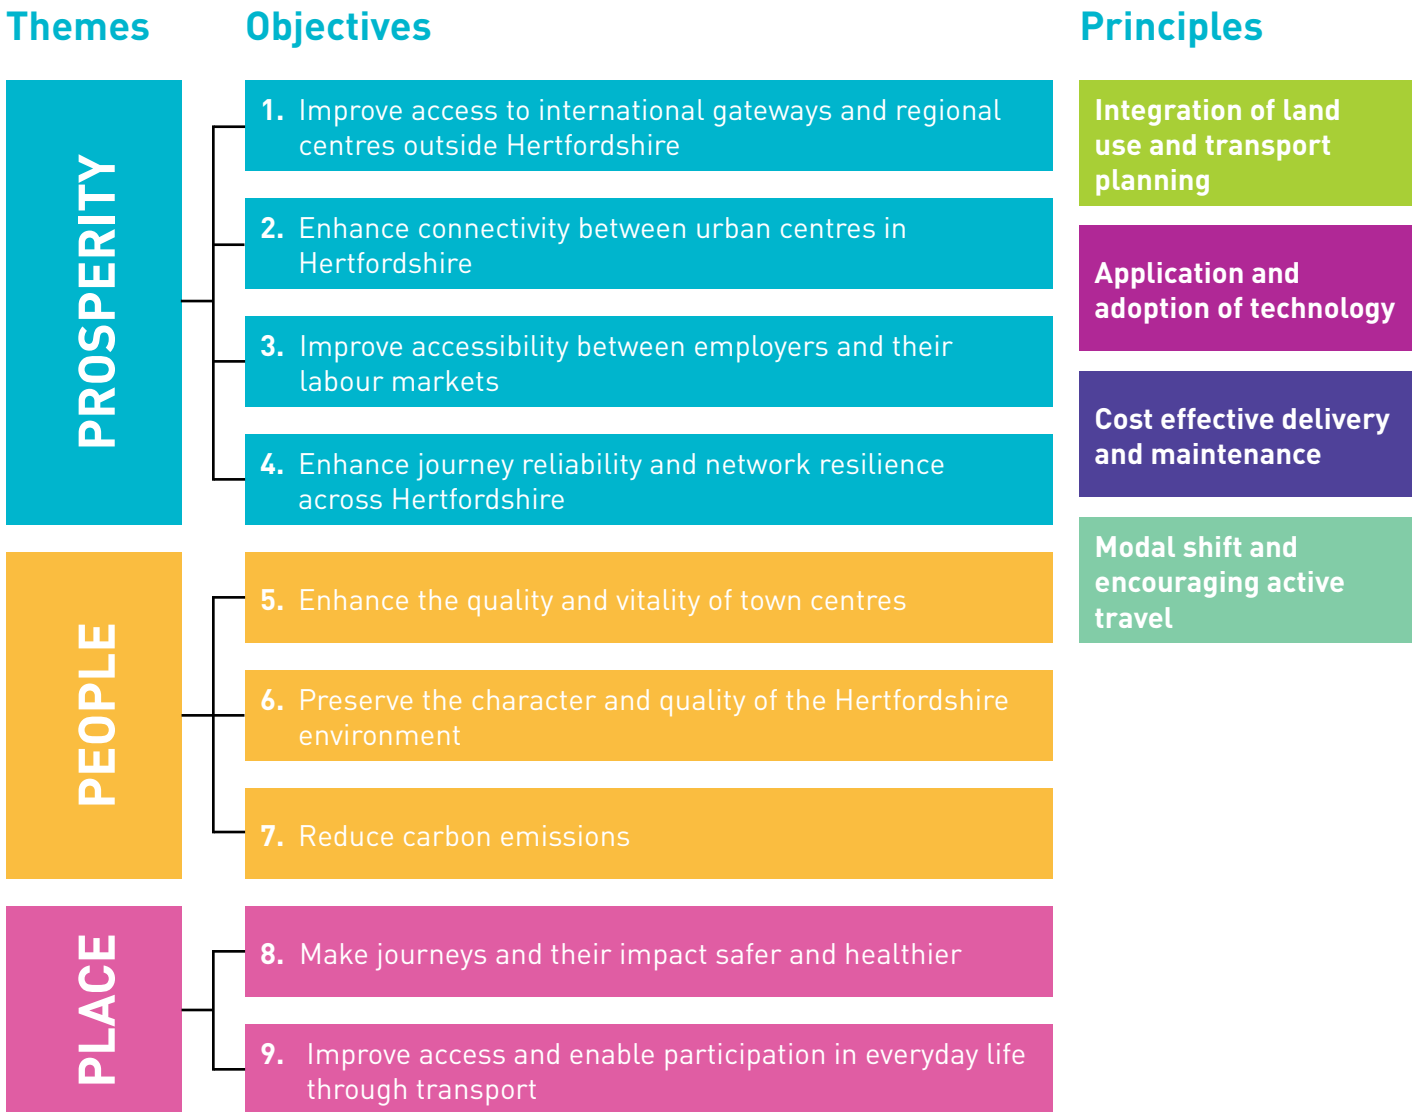 Themes
Objectives
Principles
PROSPERITY
1. Improve access to international gateways and regional
centres outside Hertfordshire
2. Enhance connectivity between urban centres in
Hertfordshire
3. Improve accessibility between employers and their
labour markets
4. Enhance journey reliability and network resilience
across Hertfordshire
PEOPLE
5. Enhance the quality and vitality of town centres
6. Preserve the character and quality of the Hertfordshire
environment
7. Reduce carbon emissions
PLACE
8. Make journeys and their impact safer and healthier
9. Improve access and enable participation in everyday life
through transport
Integration of land
use and transport
planning
Application and
adoption of technology
Cost effective delivery
and maintenance
Modal shift and
encouraging active
travel